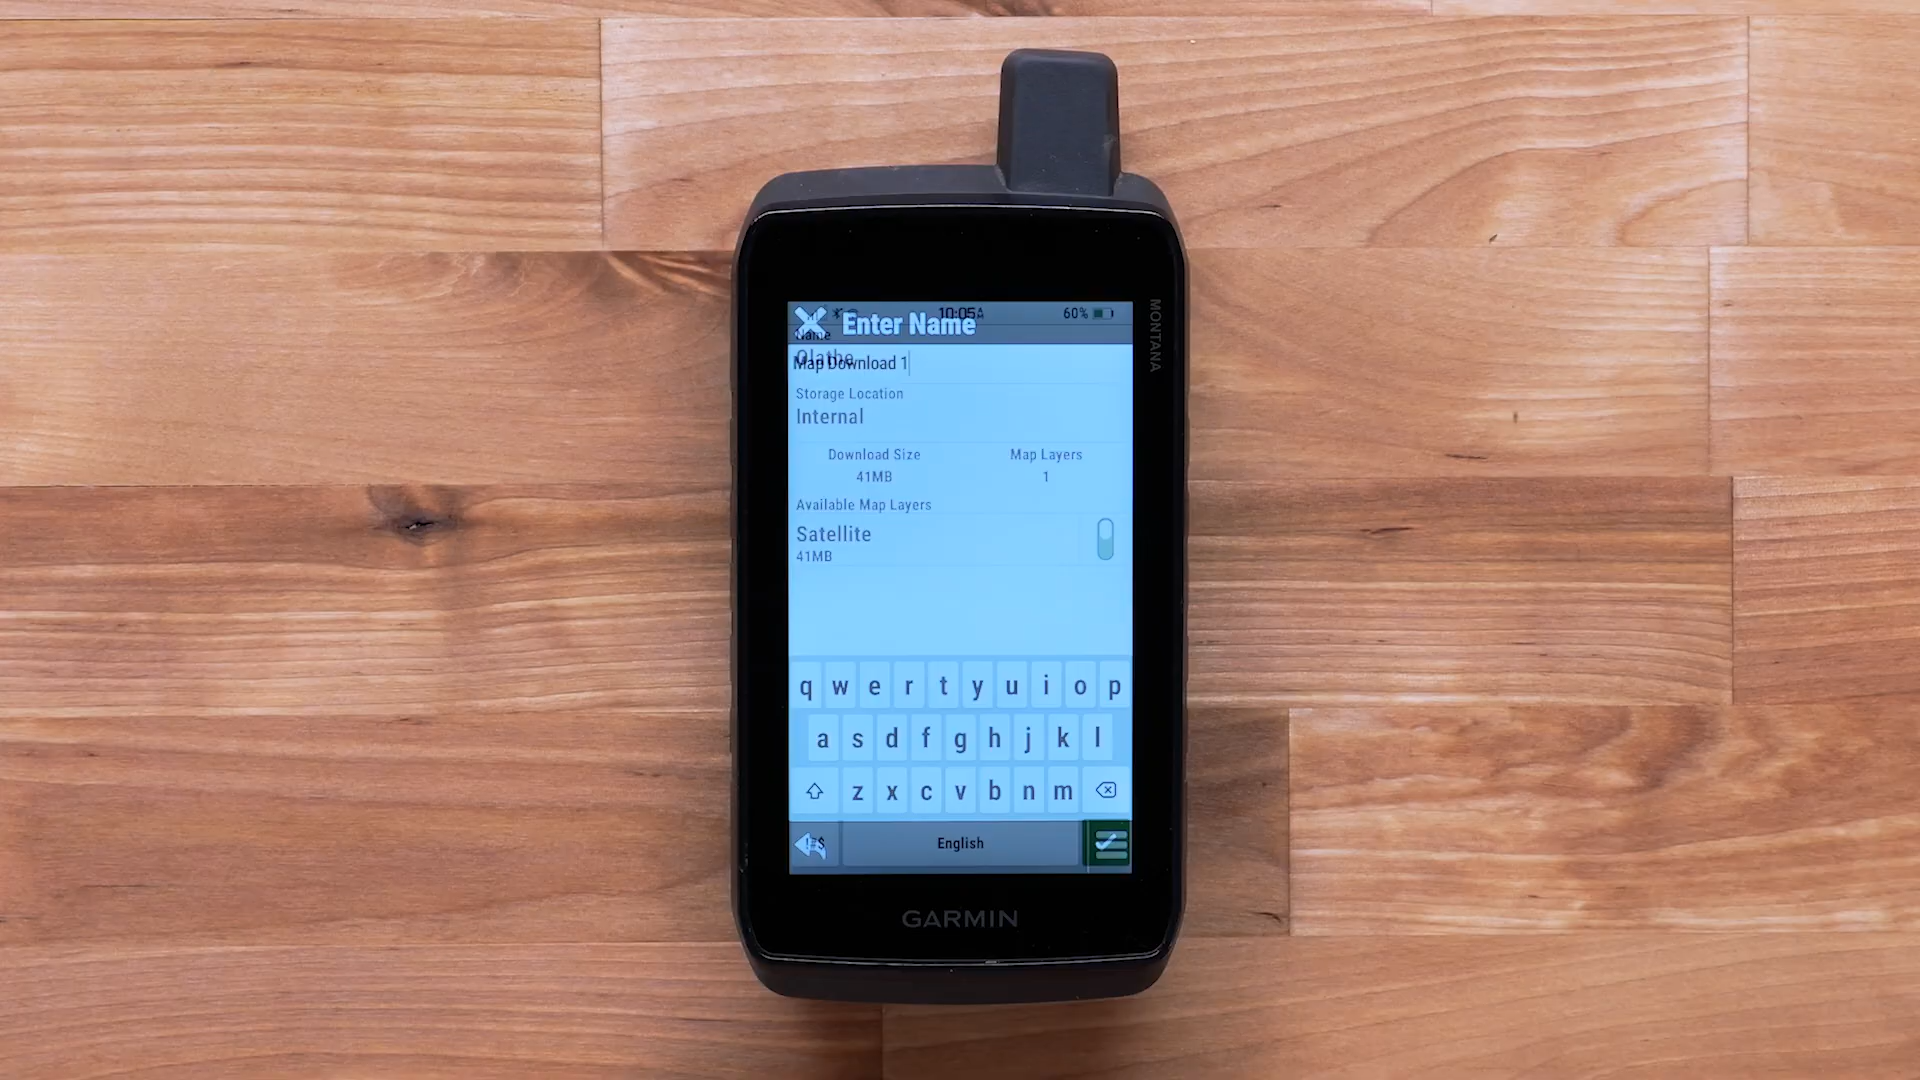 10:05
60%
Enter Name
Name
Olathe
Map Download 1
Storage Location
Internal
Download Size
Map Layers
41MB
1
Available Map Layers
Satellite
41MB
q w e r t y u i o p
a s d f g h j k l
z x c v b n m
!#$
English
GARMIN
MONTANA